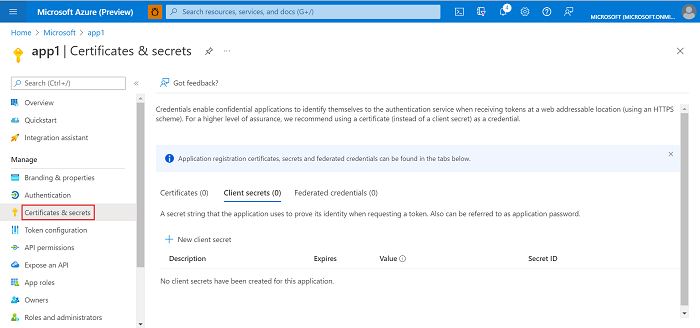 Microsoft Azure (Preview)
Search resources, services, and docs (G+/)
4
MICROSOFT (MICROSOFT.ONMI...
Home > Microsoft > app1
app1 | Certificates & secrets
Search (Ctrl+/)
Overview
Quickstart
Integration assistant
Manage
Branding & properties
Authentication
Certificates & secrets
Token configuration
API permissions
Expose an API
App roles
Owners
Roles and administrators
Got feedback?
Credentials enable confidential applications to identify themselves to the authentication service when receiving tokens at a web addressable location (using an HTTPS
scheme). For a higher level of assurance, we recommend using a certificate (instead of a client secret) as a credential.
Application registration certificates, secrets and federated credentials can be found in the tabs below.
Certificates (0) Client secrets (0) Federated credentials (0)
A secret string that the application uses to prove its identity when requesting a token. Also can be referred to as application password.
New client secret
Description Expires Value Secret ID
No client secrets have been created for this application.